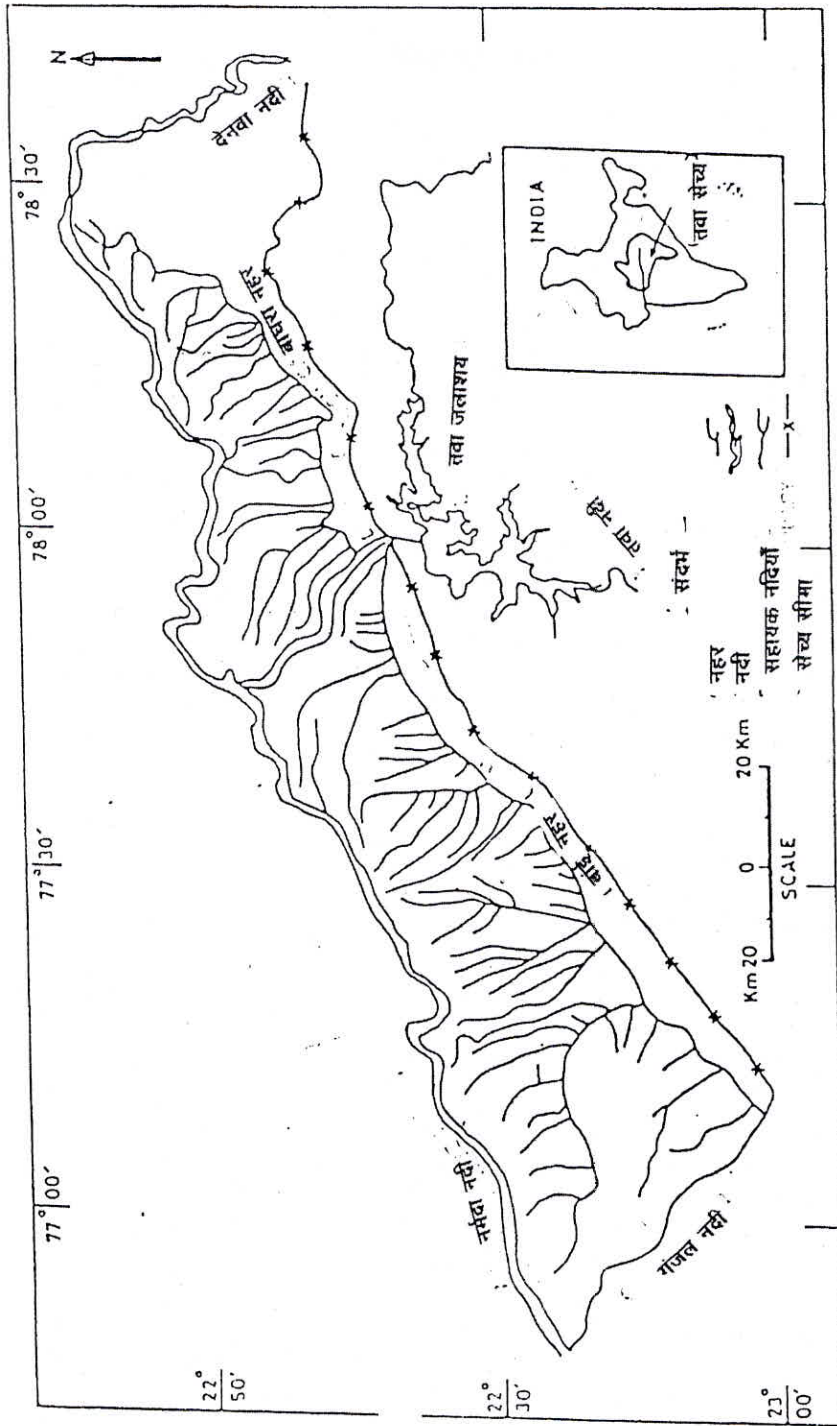 77° 00′
77° 30′
78° 00′
78° 30′
N
22° 50′
22° 30′
23° 00′
देनवा नदी
नर्मदा नदी
नहर
तवा जलाशय
तवा नदी
नहर
गंजल नदी
INDIA
तवा सेच्य
संदर्भ
नहर
नदी
सहायक नदियाँ
सेच्य सीमा
Km 20 0 20 Km
SCALE